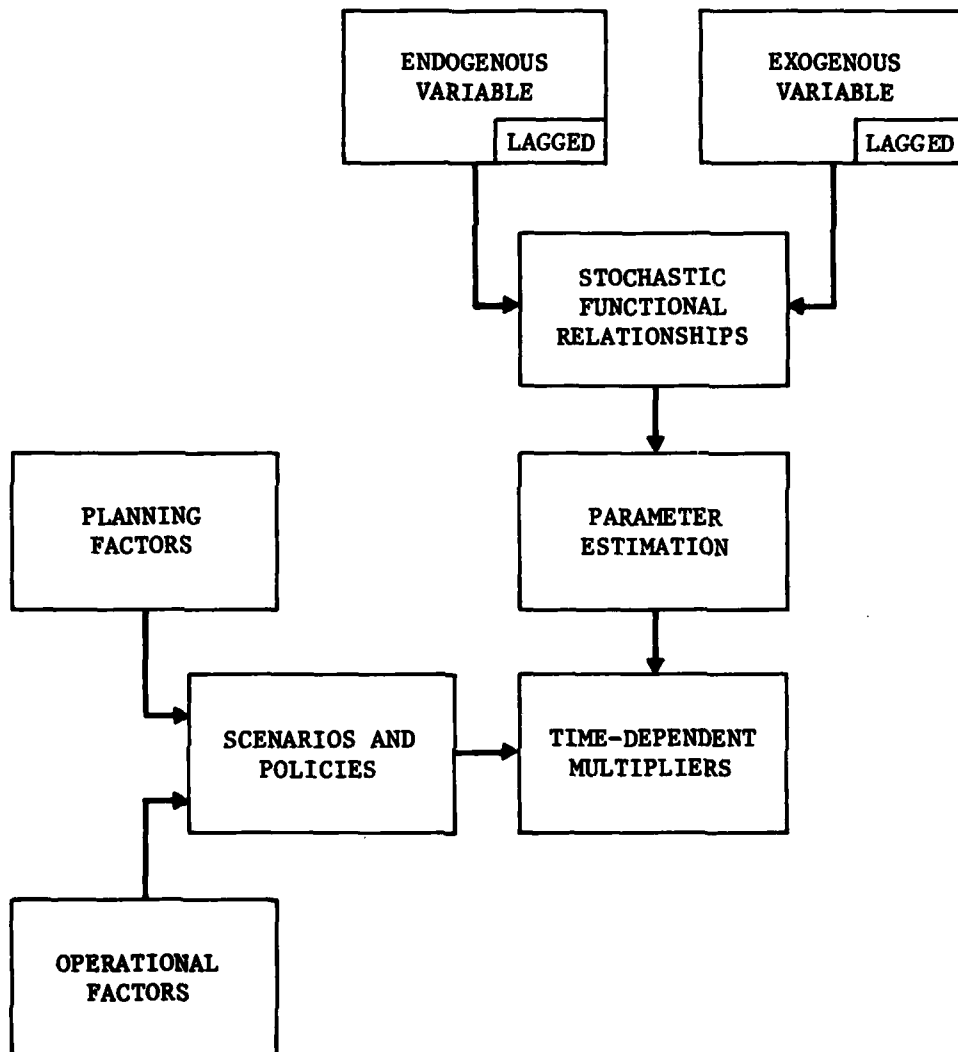 ENDOGENOUS
VARIABLE
LAGGED
EXOGENOUS
VARIABLE
LAGGED
STOCHASTIC
FUNCTIONAL
RELATIONSHIPS
PLANNING
FACTORS
PARAMETER
ESTIMATION
SCENARIOS AND
POLICIES
TIME-DEPENDENT
MULTIPLIERS
OPERATIONAL
FACTORS